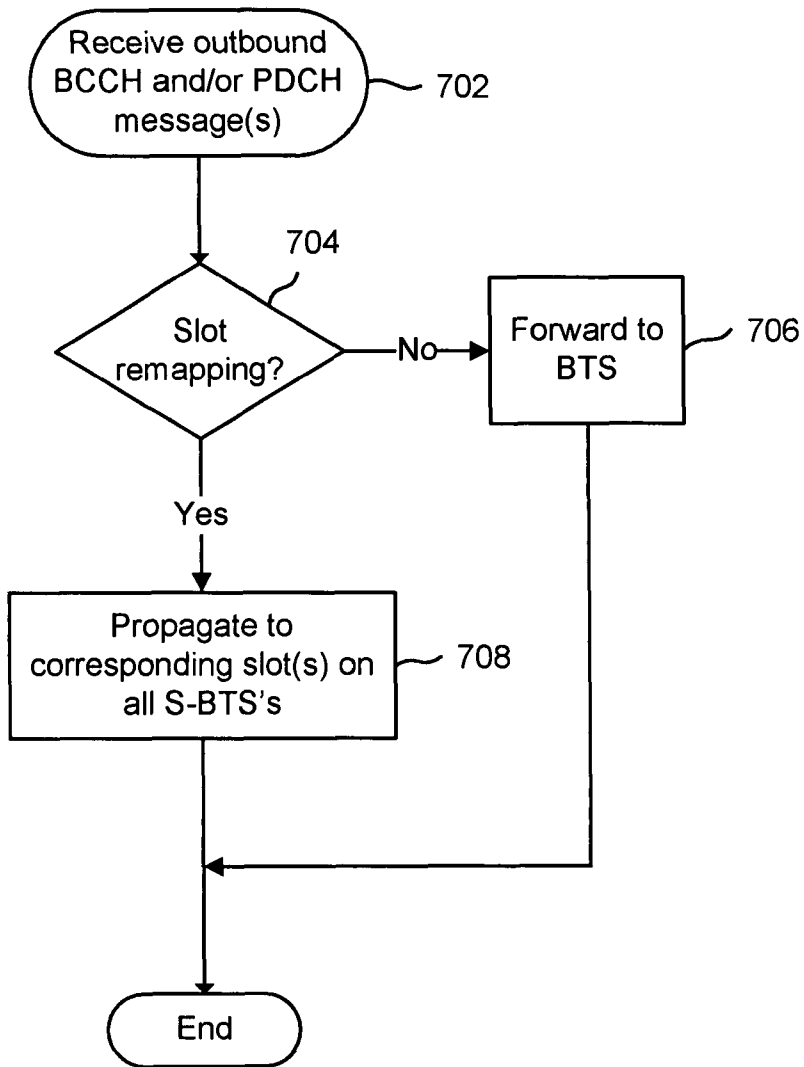 Receive outbound
BCCH and/or PDCH
message(s)
702
704
Slot
remapping?
No
Forward to
BTS
706
Yes
Propagate to
corresponding slot(s) on
all S-BTS's
708
End